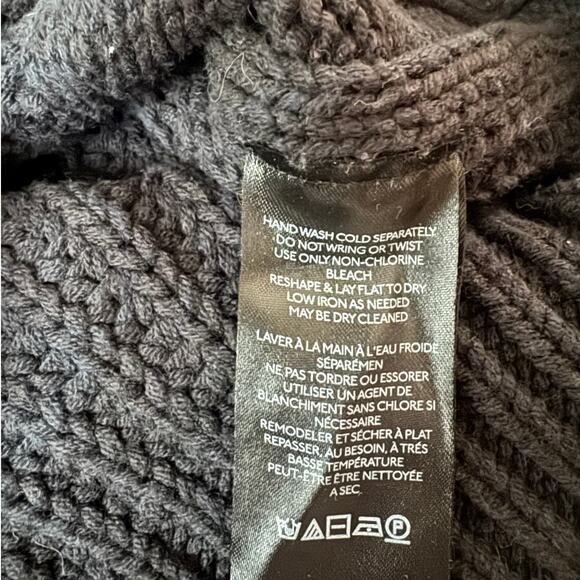 HAND WASH COLD SEPARATELY
DO NOT WRING OR TWIST
USE ONLY NON-CHLORINE
BLEACH
RESHAPE & LAY FLAT TO DRY
LOW IRON AS NEEDED
MAY BE DRY CLEANED
LAVER À LA MAIN À L'EAU FROIDE
SÉPARÉMEN
NE PAS TORDRE OU ESSORER
UTILISER UN AGENT DE
BLANCHIMENT SANS CHLORE SI
NÉCESSAIRE
REMODELER ET SÉCHER À PLAT
REPASSER, AU BESOIN, À TRÉS
BASSE TEMPÉRATURE
PEUT-ÊTRE ÊTRE NETTOYÉE
A SEC.
P